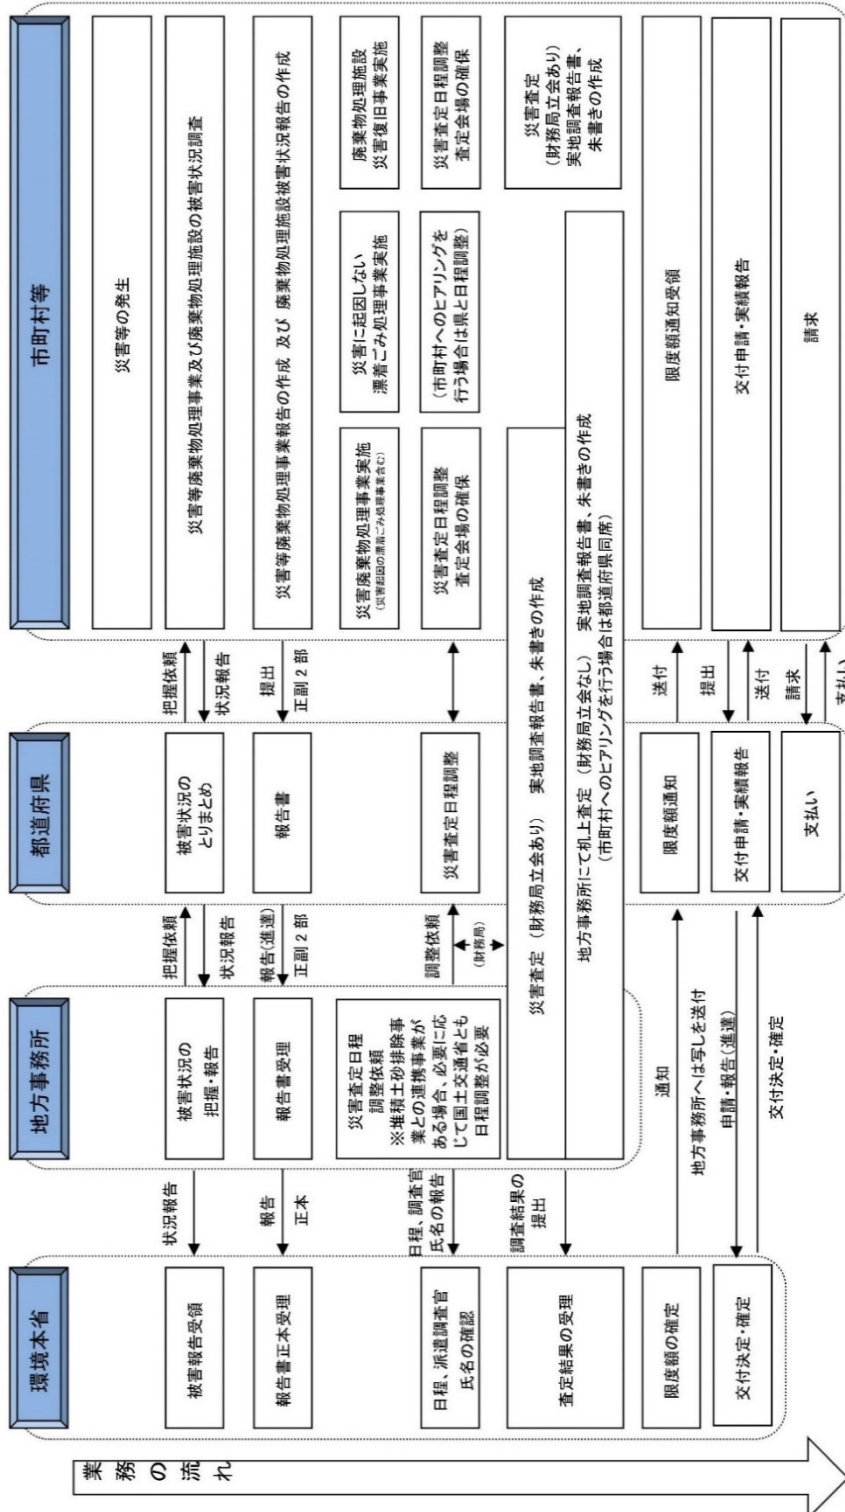 業務の流れ
環境本省
地方事務所
都道府県
市町村等
災害等の発生
被害報告受領
状況報告
被害状況の
把握・報告
把握依頼
状況報告
被害状況の
とりまとめ
把握依頼
状況報告
災害等廃棄物処理事業及び廃棄物処理施設の被害状況調査
報告書正本受理
報告
正本
報告書受理
報告(進達)
正副2部
報告書
提出
正副2部
災害等廃棄物処理事業報告の作成 及び 廃棄物処理施設被害状況報告の作成
災害廃棄物処理事業実施
(災害起因の漂着ごみ処理事業含む)
災害に起因しない
漂着ごみ処理事業実施
廃棄物処理施設
災害復旧事業実施
日程、派遣調査官
氏名の確認
日程、調査官
氏名の報告
災害査定日程
調整依頼
※堆積土砂排除事
業との連携事業が
ある場合、必要に応
じて国土交通省とも
日程調整が必要
調整依頼
(財務局)
災害査定日程調整
災害査定日程調整
査定会場の確保
(市町村へのヒアリングを
行う場合は県と日程調整)
災害査定日程調整
査定会場の確保
査定結果の受理
調査結果の
提出
災害査定 (財務局立会あり) 実地調査報告書、朱書きの作成
地方事務所にて机上査定 (財務局立会なし) 実地調査報告書、朱書きの作成
(市町村へのヒアリングを行う場合は都道府県同席)
災害査定
(財務局立会あり)
実地調査報告書、
朱書きの作成
限度額の確定
通知
地方事務所へは写しを送付
限度額通知
送付
限度額通知受領
交付決定・確定
申請・報告(進達)
交付決定・確定
交付申請・実績報告
提出
送付
交付申請・実績報告
支払い
請求
支払い
請求